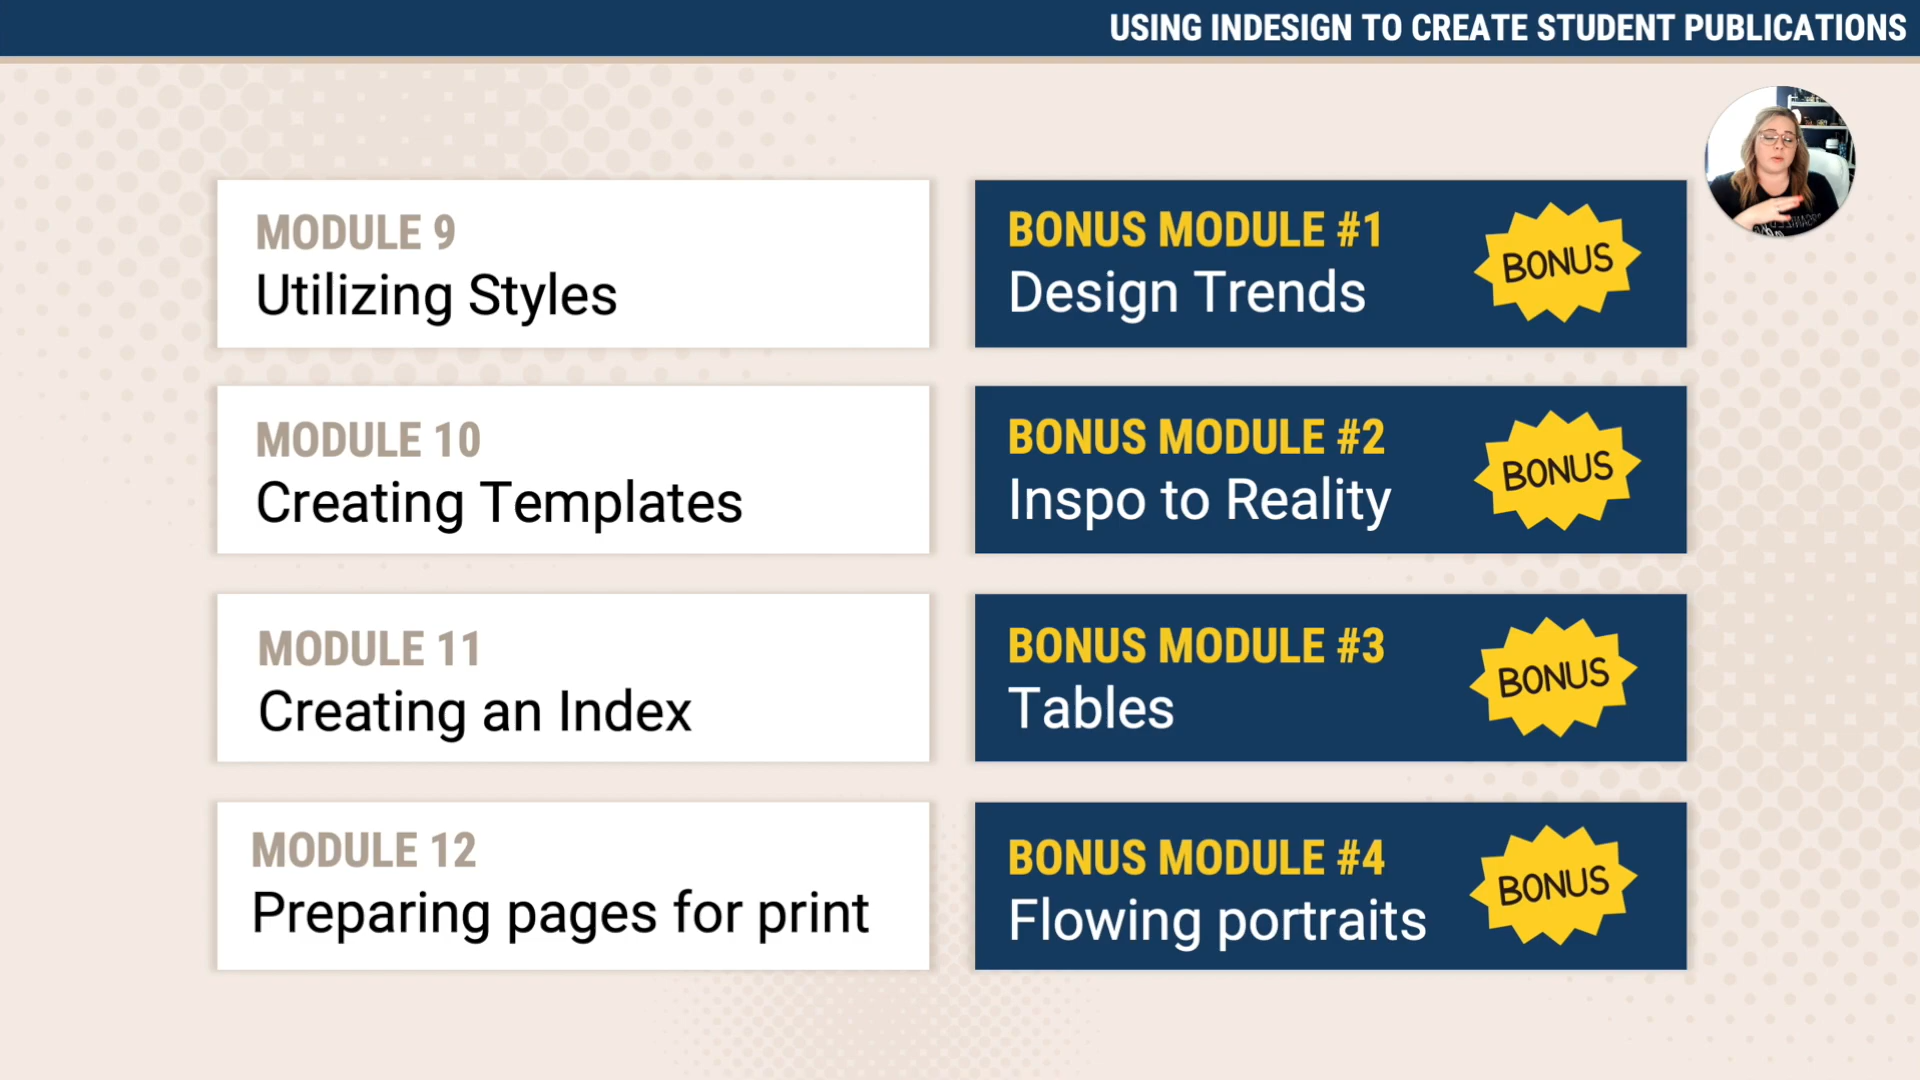 USING INDESIGN TO CREATE STUDENT PUBLICATIONS
MODULE 9
Utilizing Styles
MODULE 10
Creating Templates
MODULE 11
Creating an Index
MODULE 12
Preparing pages for print
BONUS MODULE #1
Design Trends
BONUS
BONUS MODULE #2
Inspo to Reality
BONUS
BONUS MODULE #3
Tables
BONUS
BONUS MODULE #4
Flowing portraits
BONUS